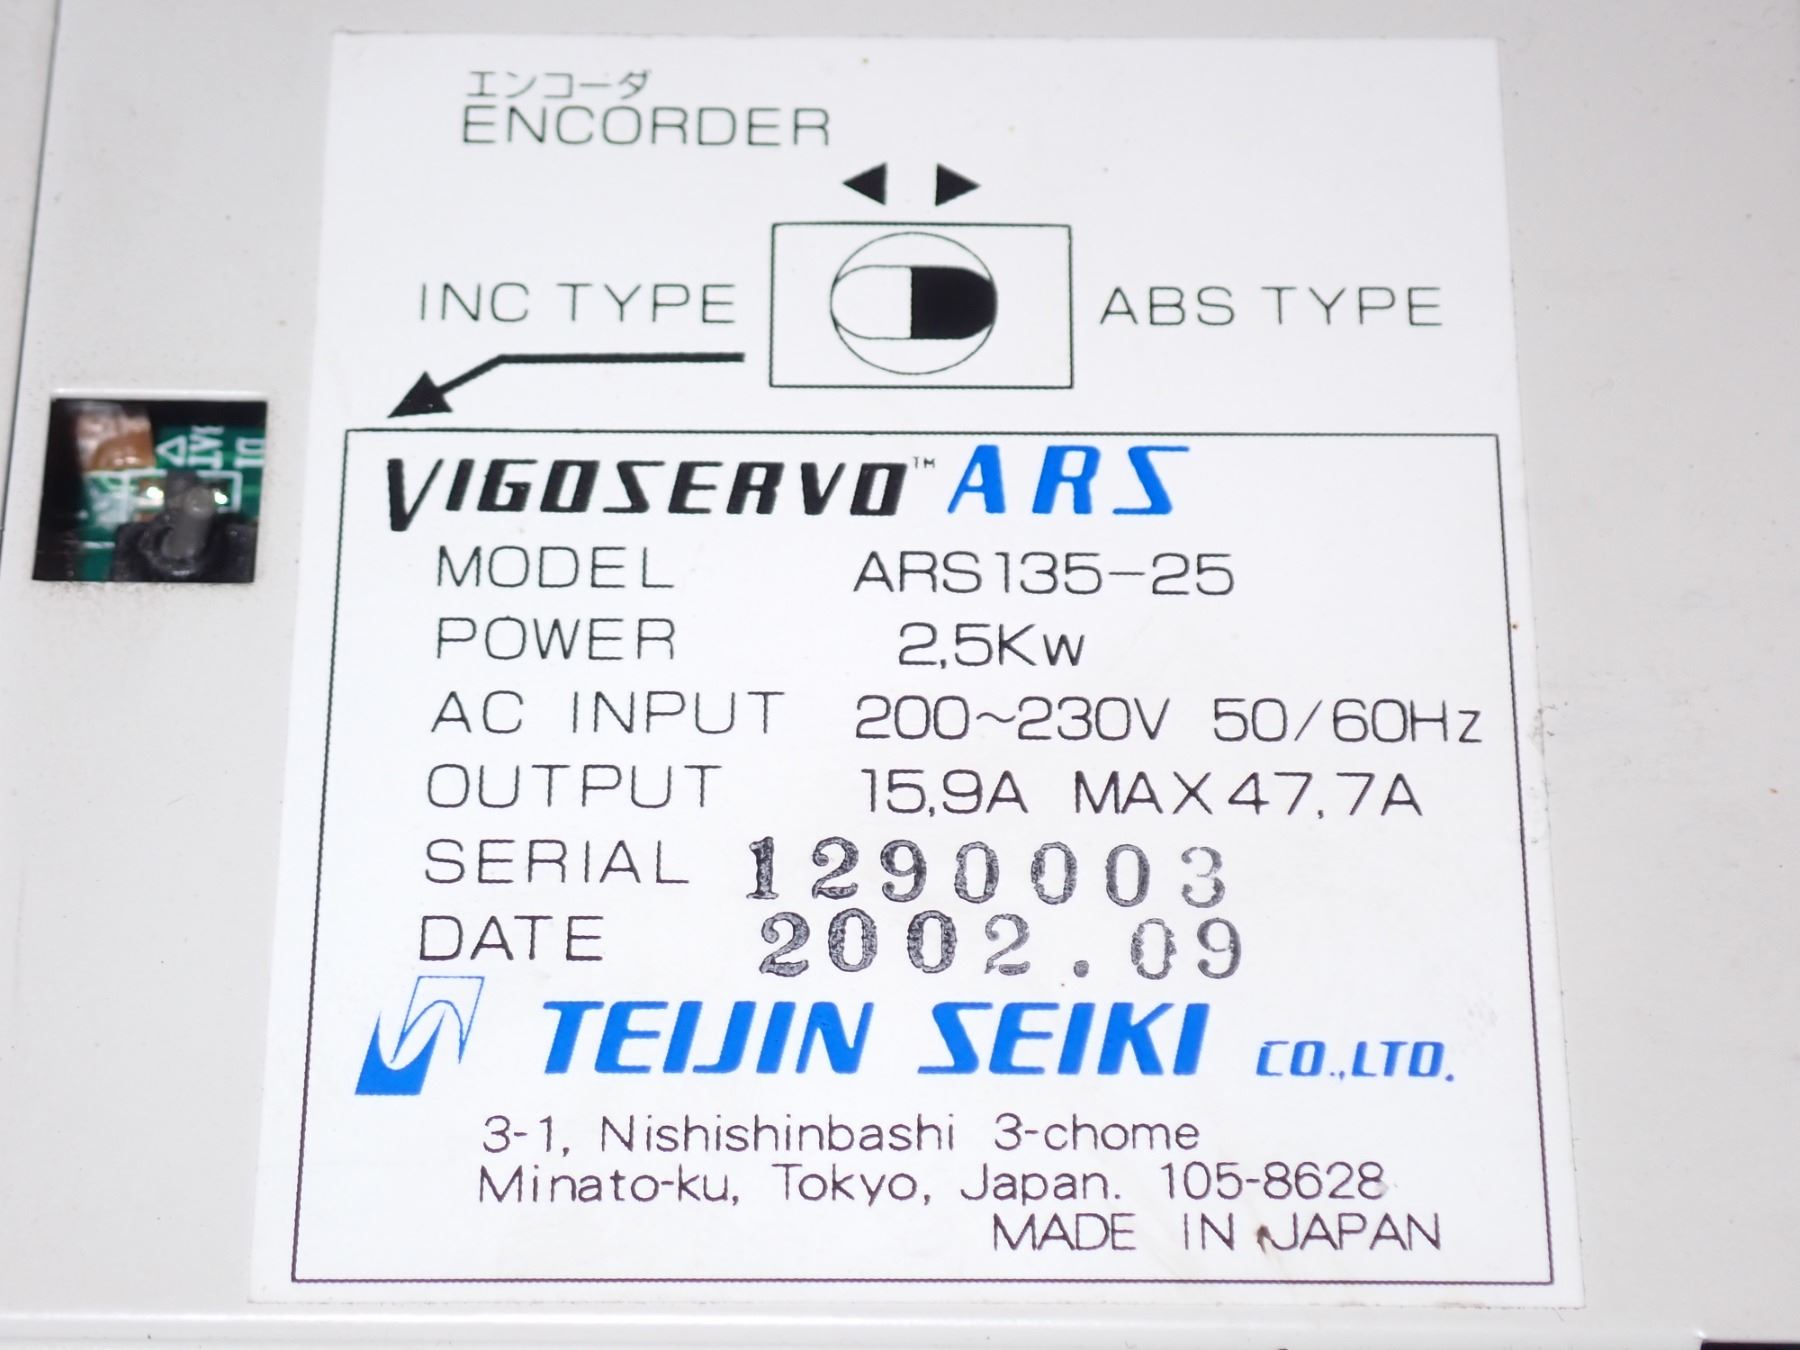 エンコーダ
ENCORDER
◀ ▶
INC TYPE ABS TYPE
VIGOSERVO™ ARS
MODEL ARS135-25
POWER 2,5Kw
AC INPUT 200~230V 50/60Hz
OUTPUT 15,9A MAX47,7A
SERIAL 1290003
DATE 2002.09
TEIJIN SEIKI CO.,LTD.
3-1, Nishishinbashi 3-chome
Minato-ku, Tokyo, Japan. 105-8628
MADE IN JAPAN